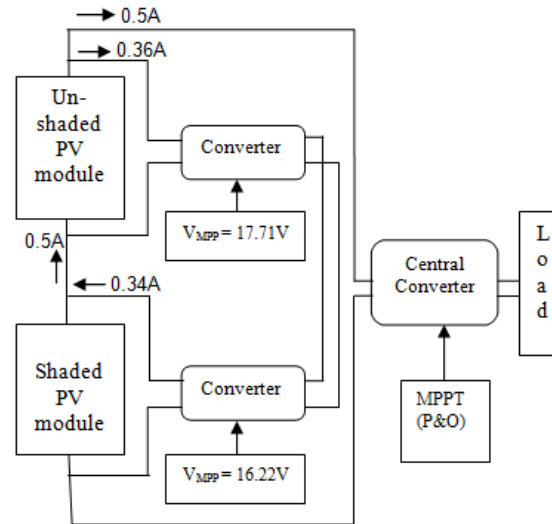 0.5A
0.36A
Un-
shaded
PV
module
Converter
V_MPP = 17.71V
0.5A
0.34A
Shaded
PV
module
Converter
V_MPP = 16.22V
Central
Converter
MPPT
(P&O)
L
o
a
d